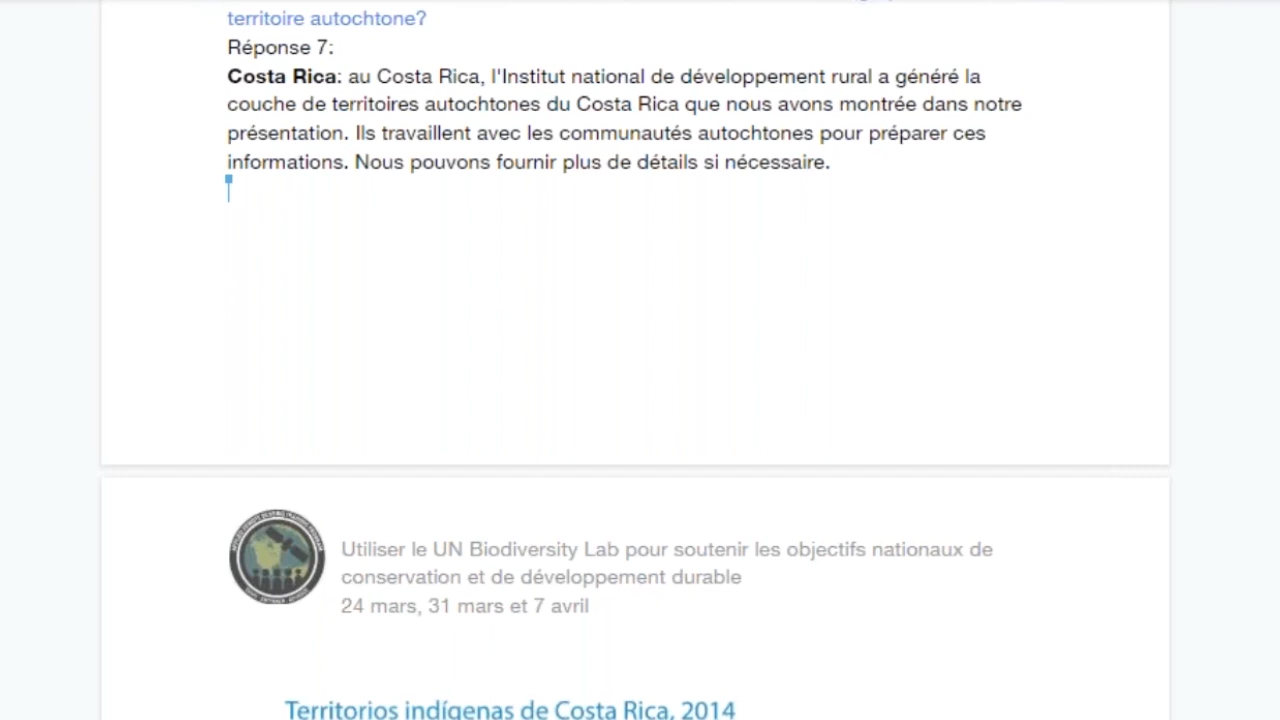 territoire autochtone?
Réponse 7:
Costa Rica: au Costa Rica, l'Institut national de développement rural a généré la
couche de territoires autochtones du Costa Rica que nous avons montrée dans notre
présentation. Ils travaillent avec les communautés autochtones pour préparer ces
informations. Nous pouvons fournir plus de détails si nécessaire.
Utiliser le UN Biodiversity Lab pour soutenir les objectifs nationaux de
conservation et de développement durable
24 mars, 31 mars et 7 avril
Territorios indígenas de Costa Rica, 2014